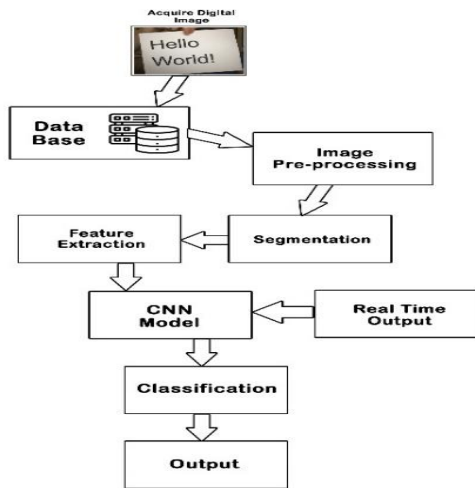 Acquire Digital
Image
Hello
World!
Data
Base
Image
Pre-processing
Segmentation
Feature
Extraction
CNN
Model
Real Time
Output
Classification
Output